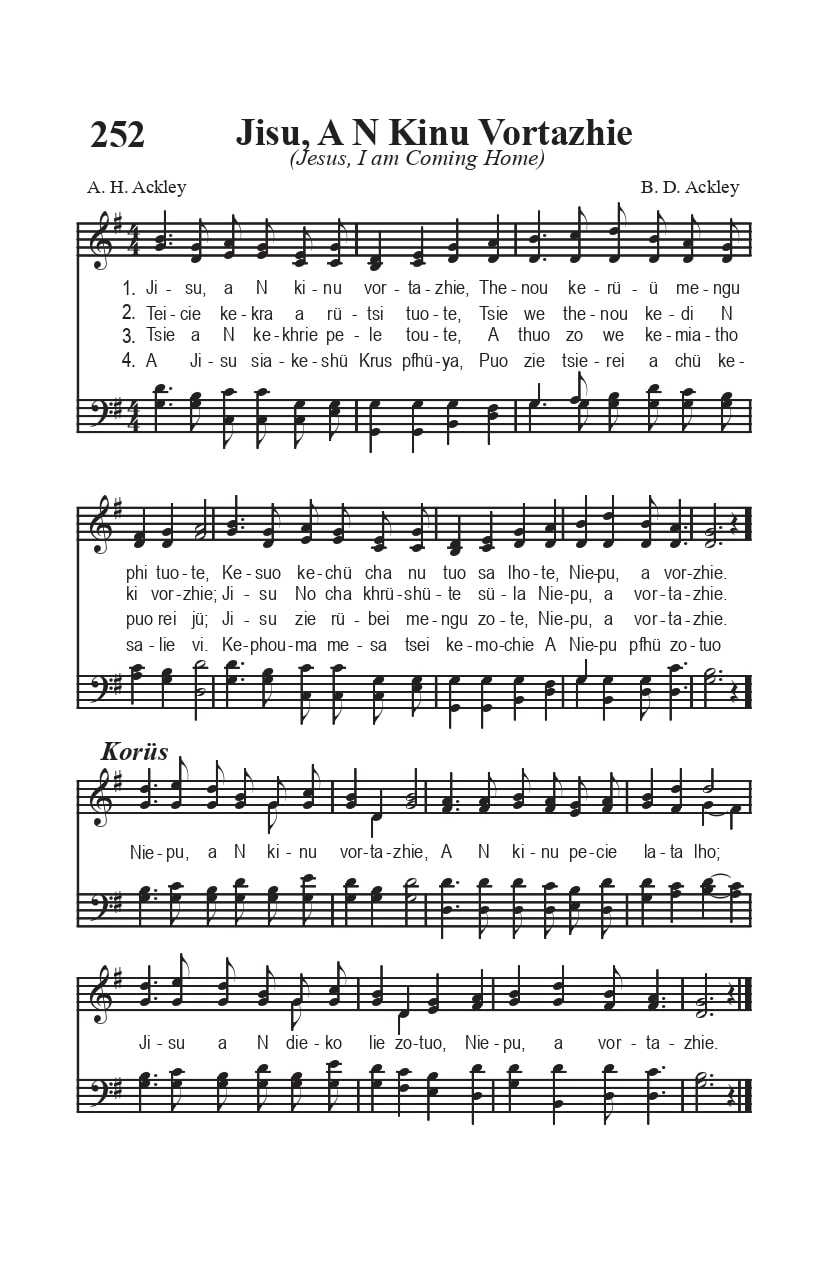 252 Jisu, A N Kinu Vortazhie
(Jesus, I am Coming Home)
A. H. Ackley B. D. Ackley
1. Ji - su, a N ki - nu vor - ta - zhie, The - nou ke - rü - ü me - ngu
2. Tei - cie ke - kra a rü - tsi tuo - te, Tsie we the - nou ke - di N
3. Tsie a N ke - khrie pe - le tou - te, A thuo zo we ke - mia - tho
4. A Ji - su sia - ke - shü Krus pfhü - ya, Puo zie tsie - rei a chü ke -
phi tuo - te, Ke - suo ke - chü cha nu tuo sa lho - te, Nie - pu, a vor - zhie.
ki vor - zhie; Ji - su No cha khrü - shü - te sü - la Nie - pu, a vor - ta - zhie.
puo rei jü; Ji - su zie rü - bei me - ngu zo - te, Nie - pu, a vor - ta - zhie.
sa - lie vi. Ke - phou - ma me - sa tsei ke - mo - chie A Nie - pu pfhü zo - tuo
Korüs
Nie - pu, a N ki - nu vor - ta - zhie, A N ki - nu pe - cie la - ta lho;
Ji - su a N die - ko lie zo - tuo, Nie - pu, a vor - ta - zhie.